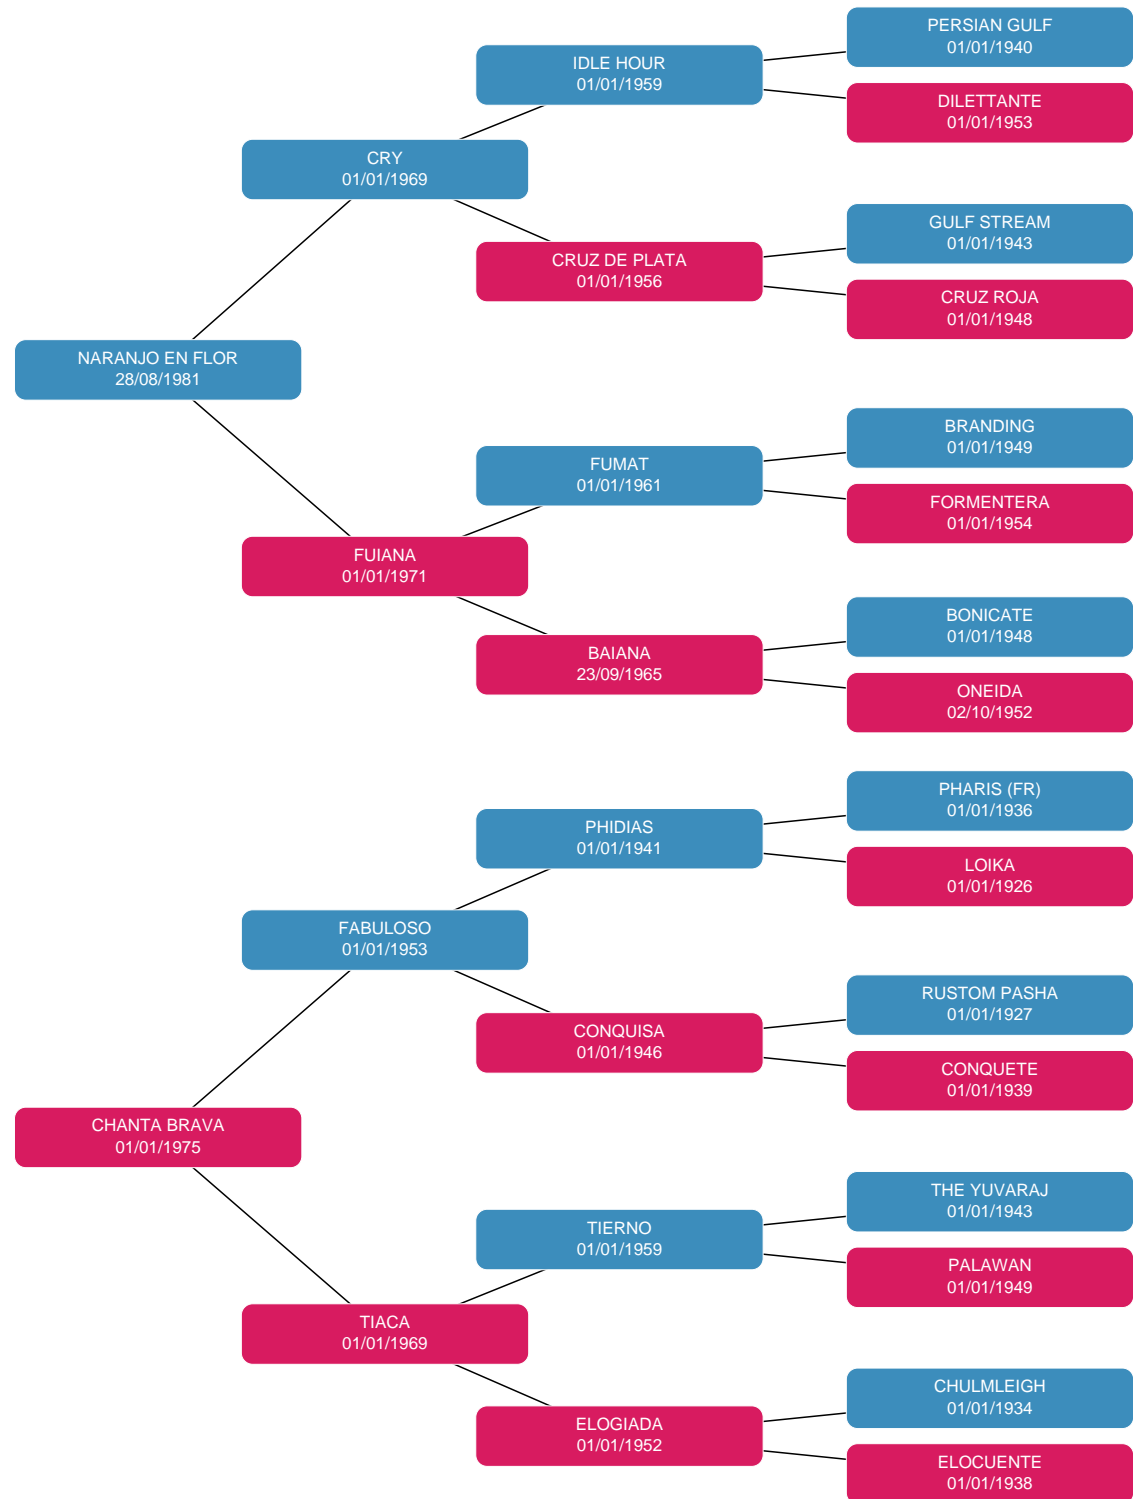 PERSIAN GULF
01/01/1940
IDLE HOUR
01/01/1959
DILETTANTE
01/01/1953
CRY
01/01/1969
GULF STREAM
01/01/1943
CRUZ DE PLATA
01/01/1956
CRUZ ROJA
01/01/1948
NARANJO EN FLOR
28/08/1981
BRANDING
01/01/1949
FUMAT
01/01/1961
FORMENTERA
01/01/1954
FUIANA
01/01/1971
BONICATE
01/01/1948
BAIANA
23/09/1965
ONEIDA
02/10/1952
PHARIS (FR)
01/01/1936
PHIDIAS
01/01/1941
LOIKA
01/01/1926
FABULOSO
01/01/1953
RUSTOM PASHA
01/01/1927
CONQUISA
01/01/1946
CONQUETE
01/01/1939
CHANTA BRAVA
01/01/1975
THE YUVARAJ
01/01/1943
TIERNO
01/01/1959
PALAWAN
01/01/1949
TIACA
01/01/1969
CHULMLEIGH
01/01/1934
ELOGIADA
01/01/1952
ELOCUENTE
01/01/1938